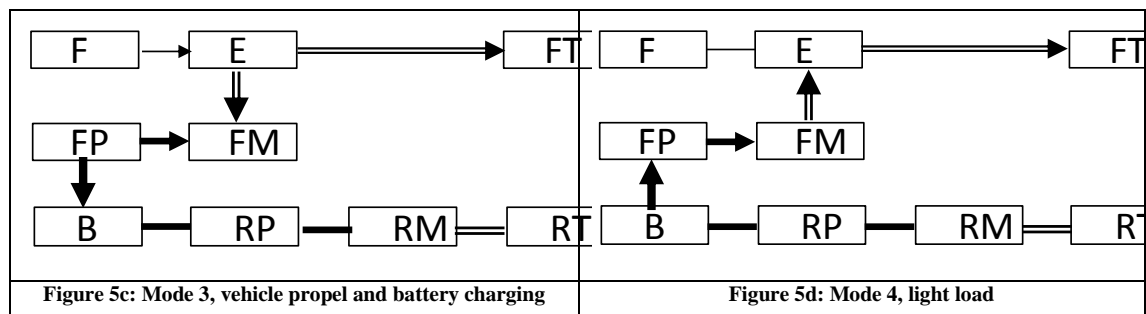 F E FT
FP FM
B RP RM RT
Figure 5c: Mode 3, vehicle propel and battery charging
F E FT
FP FM
B RP RM RT
Figure 5d: Mode 4, light load